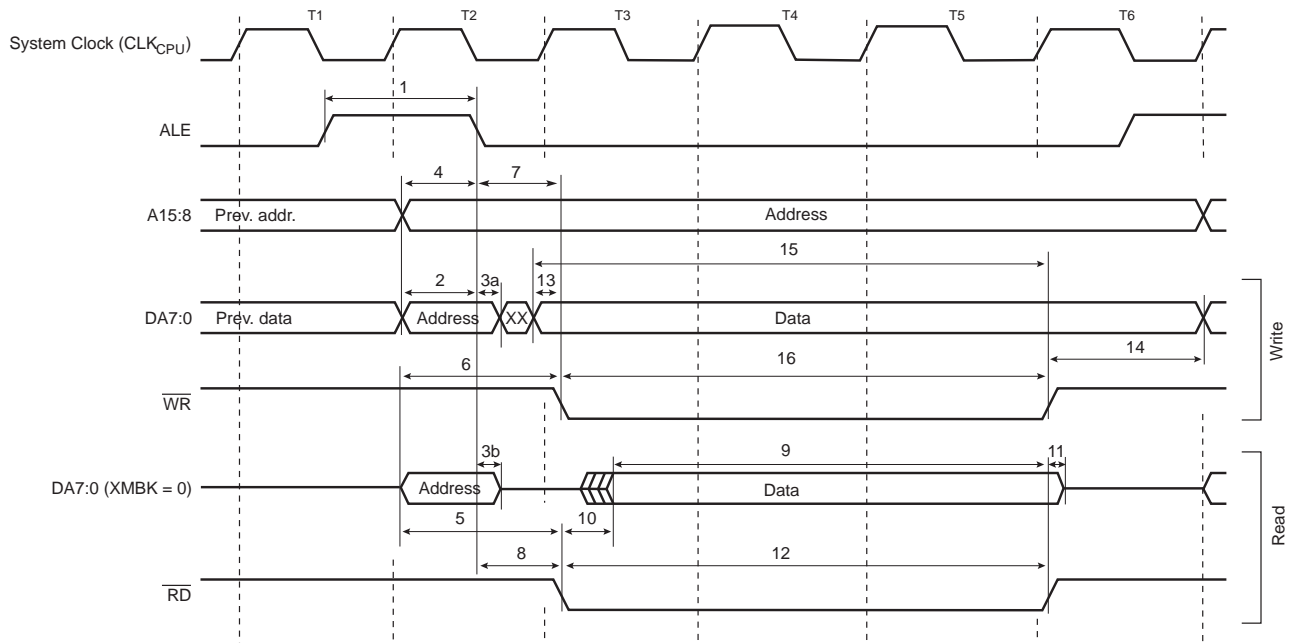 T1 T2 T3 T4 T5 T6
System Clock (CLKCPU)
1
ALE
4 7
A15:8 Prev. addr. Address
15
2 3a 13
DA7:0 Prev. data Address XX Data
14
6 16
WR
Write
3b 9 11
DA7:0 (XMBK = 0) Address Data
5 10
8 12
RD
Read